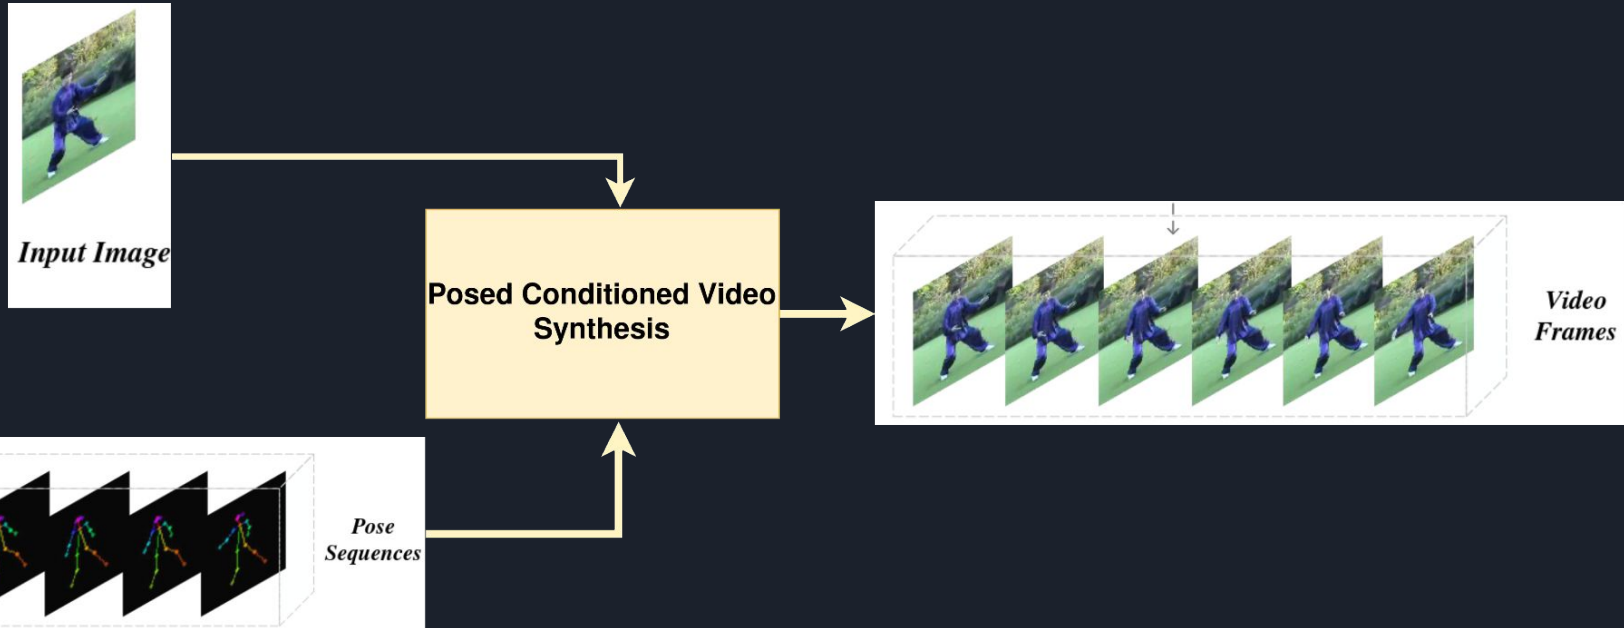 Input Image
Posed Conditioned Video
Synthesis
Video
Frames
Pose
Sequences